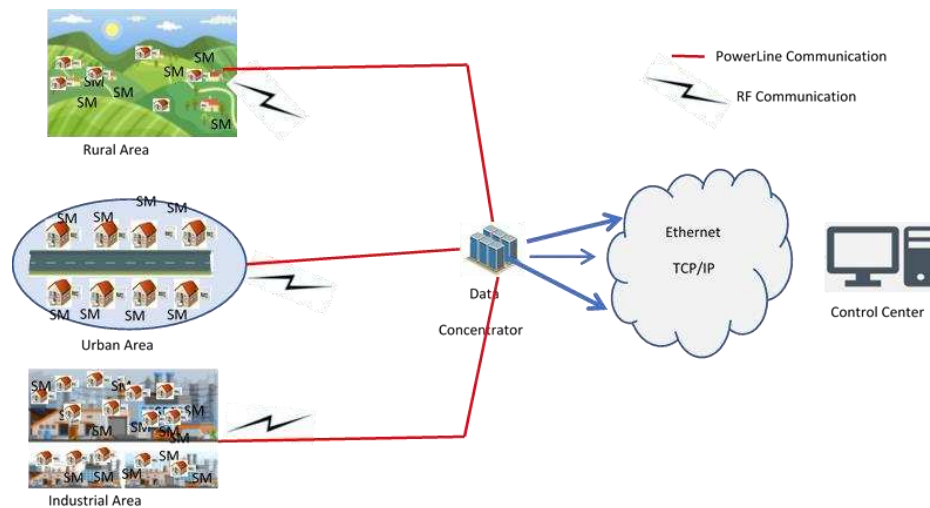 PowerLine Communication
RF Communication
SM
SM
SM
SM
SM
SM
Rural Area
SM
SM
SM
SM
SM
SM
SM
SM
Urban Area
SM
SM
SM
SM
SM
SM
SM
SM
SM
SM
SM
Industrial Area
Data
Concentrator
Ethernet
TCP/IP
Control Center